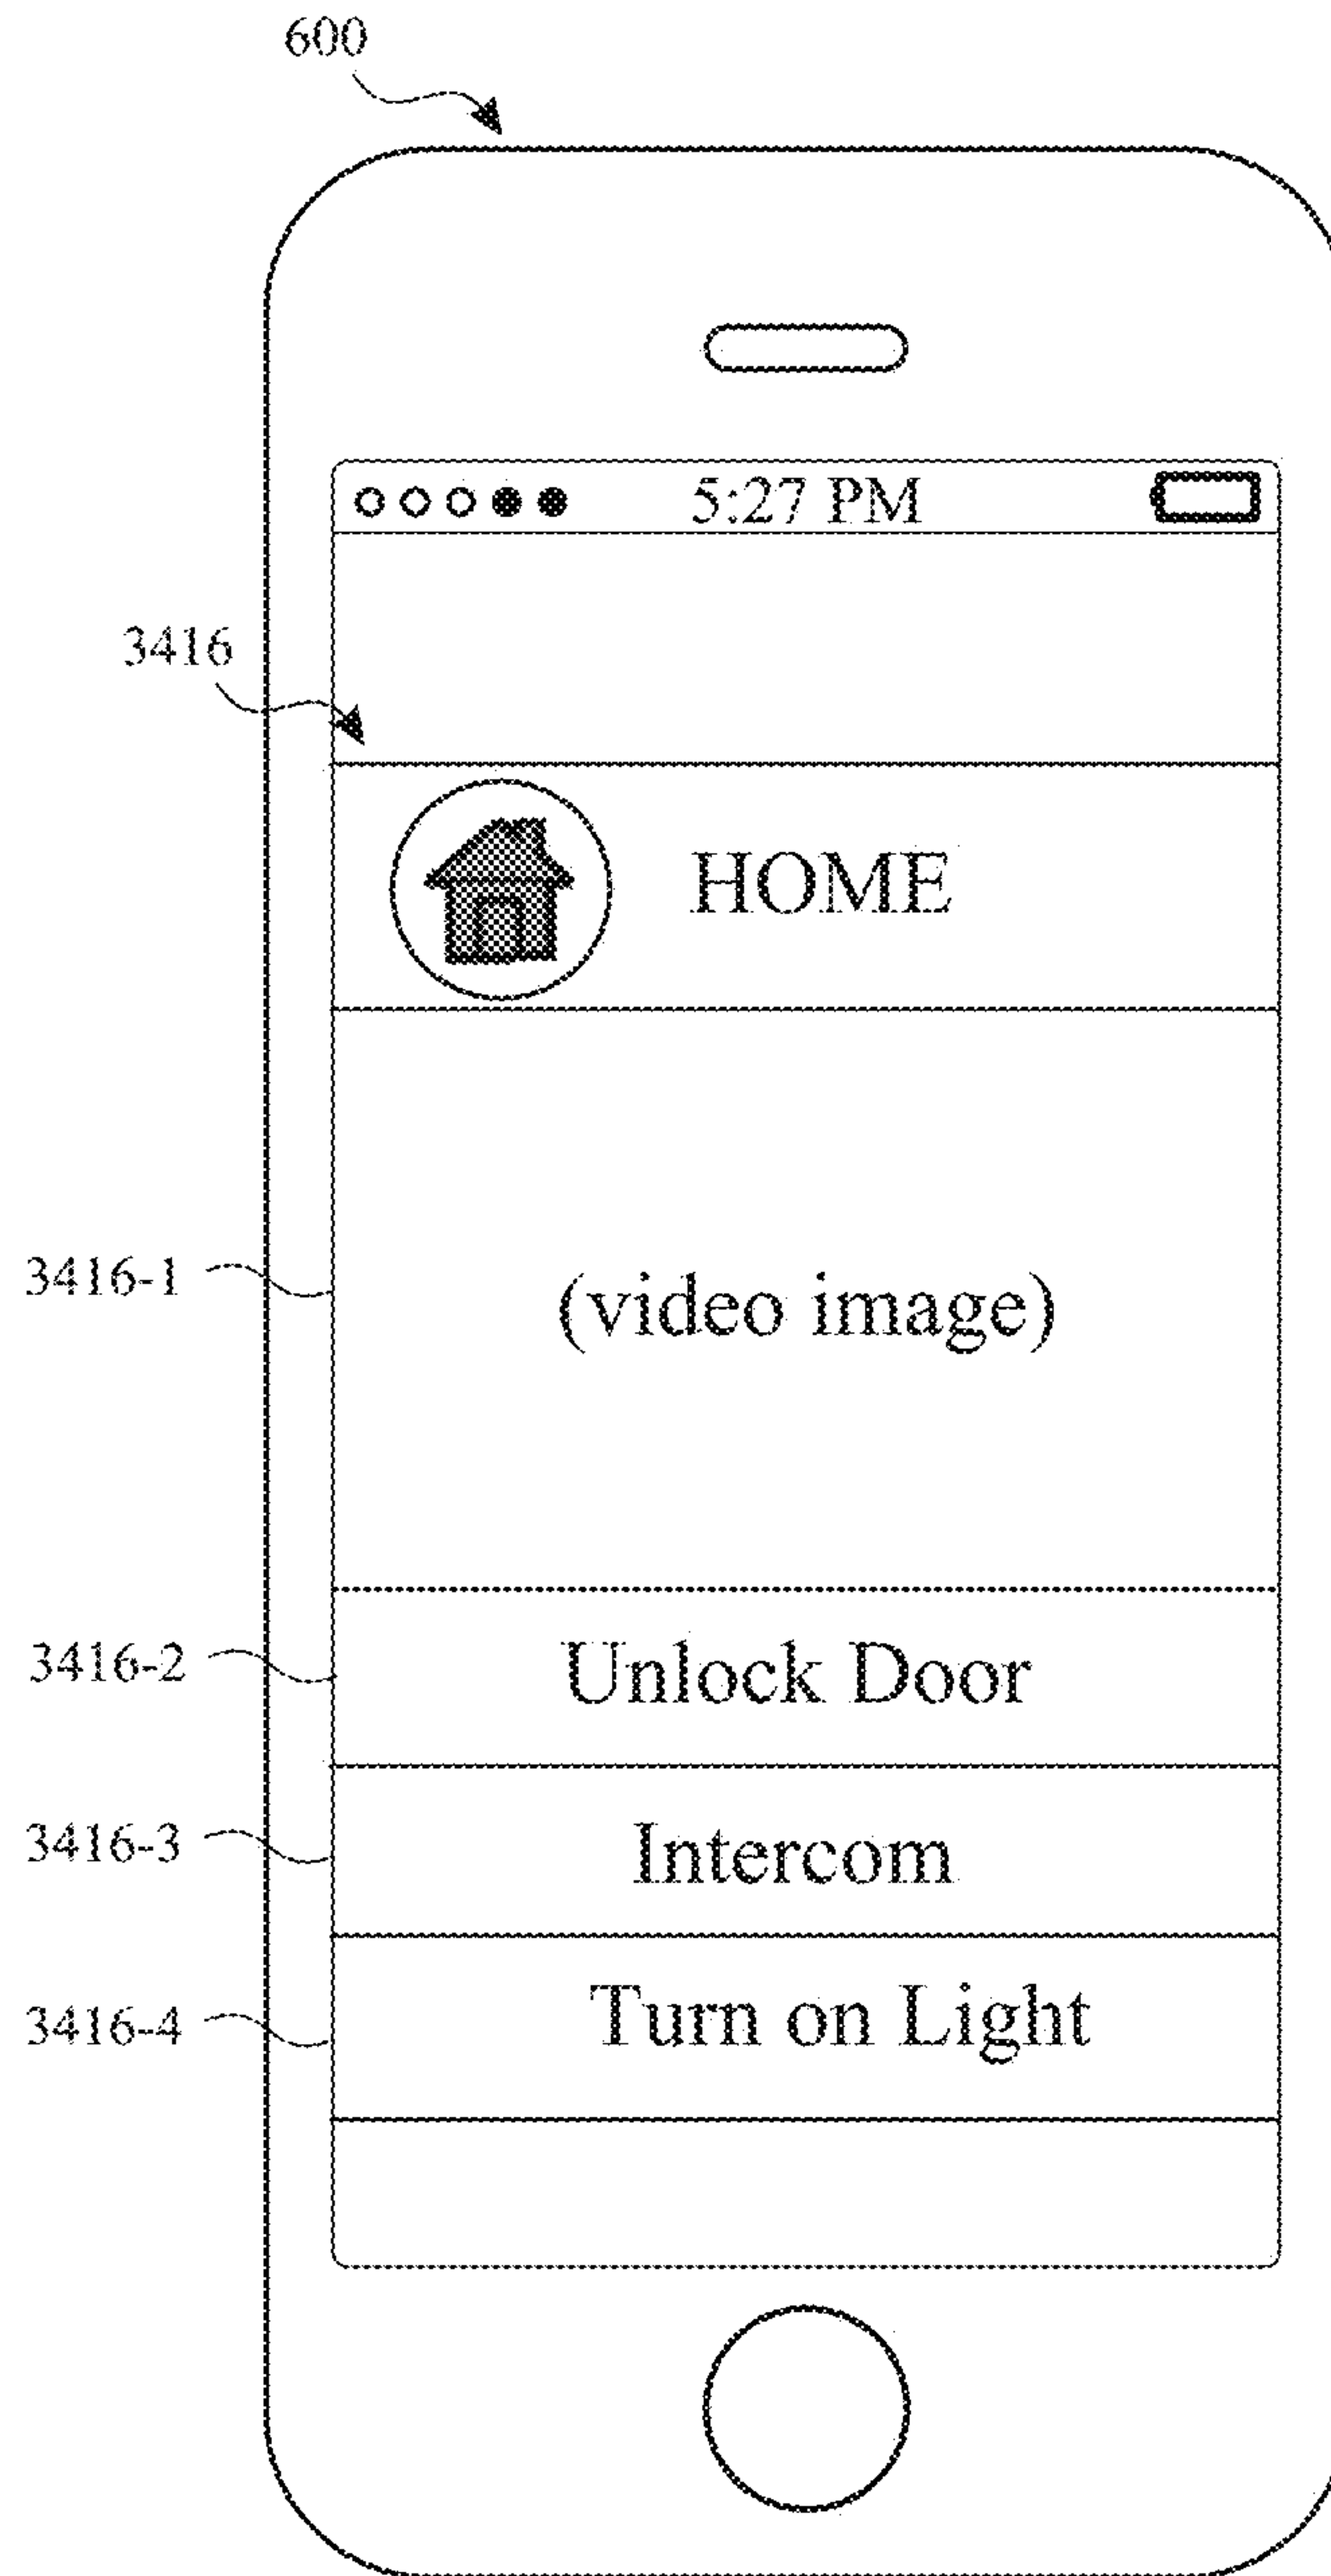 600
5:27 PM
3416
HOME
3416-1
(video image)
3416-2
Unlock Door
3416-3
Intercom
3416-4
Turn on Light